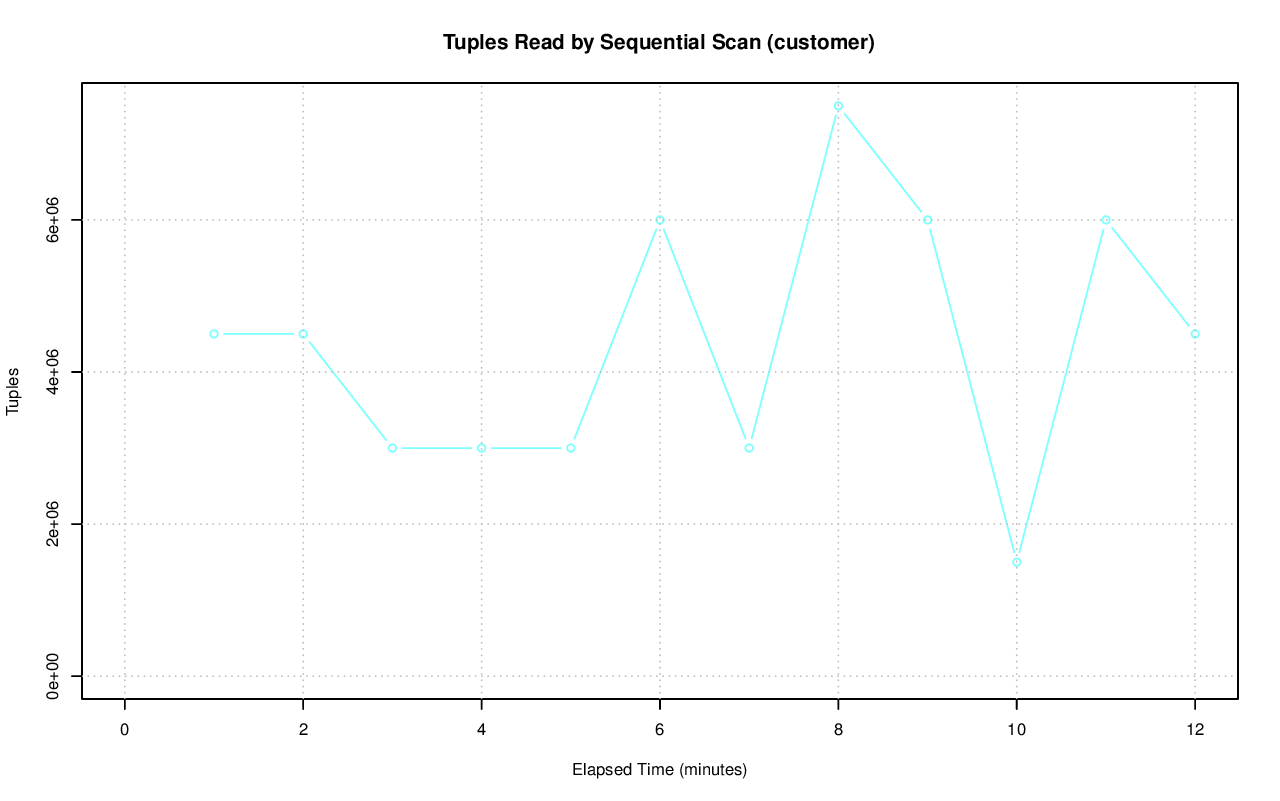 Tuples Read by Sequential Scan (customer)
Tuples
6e+06
4e+06
2e+06
0e+00
0 2 4 6 8 10 12
Elapsed Time (minutes)